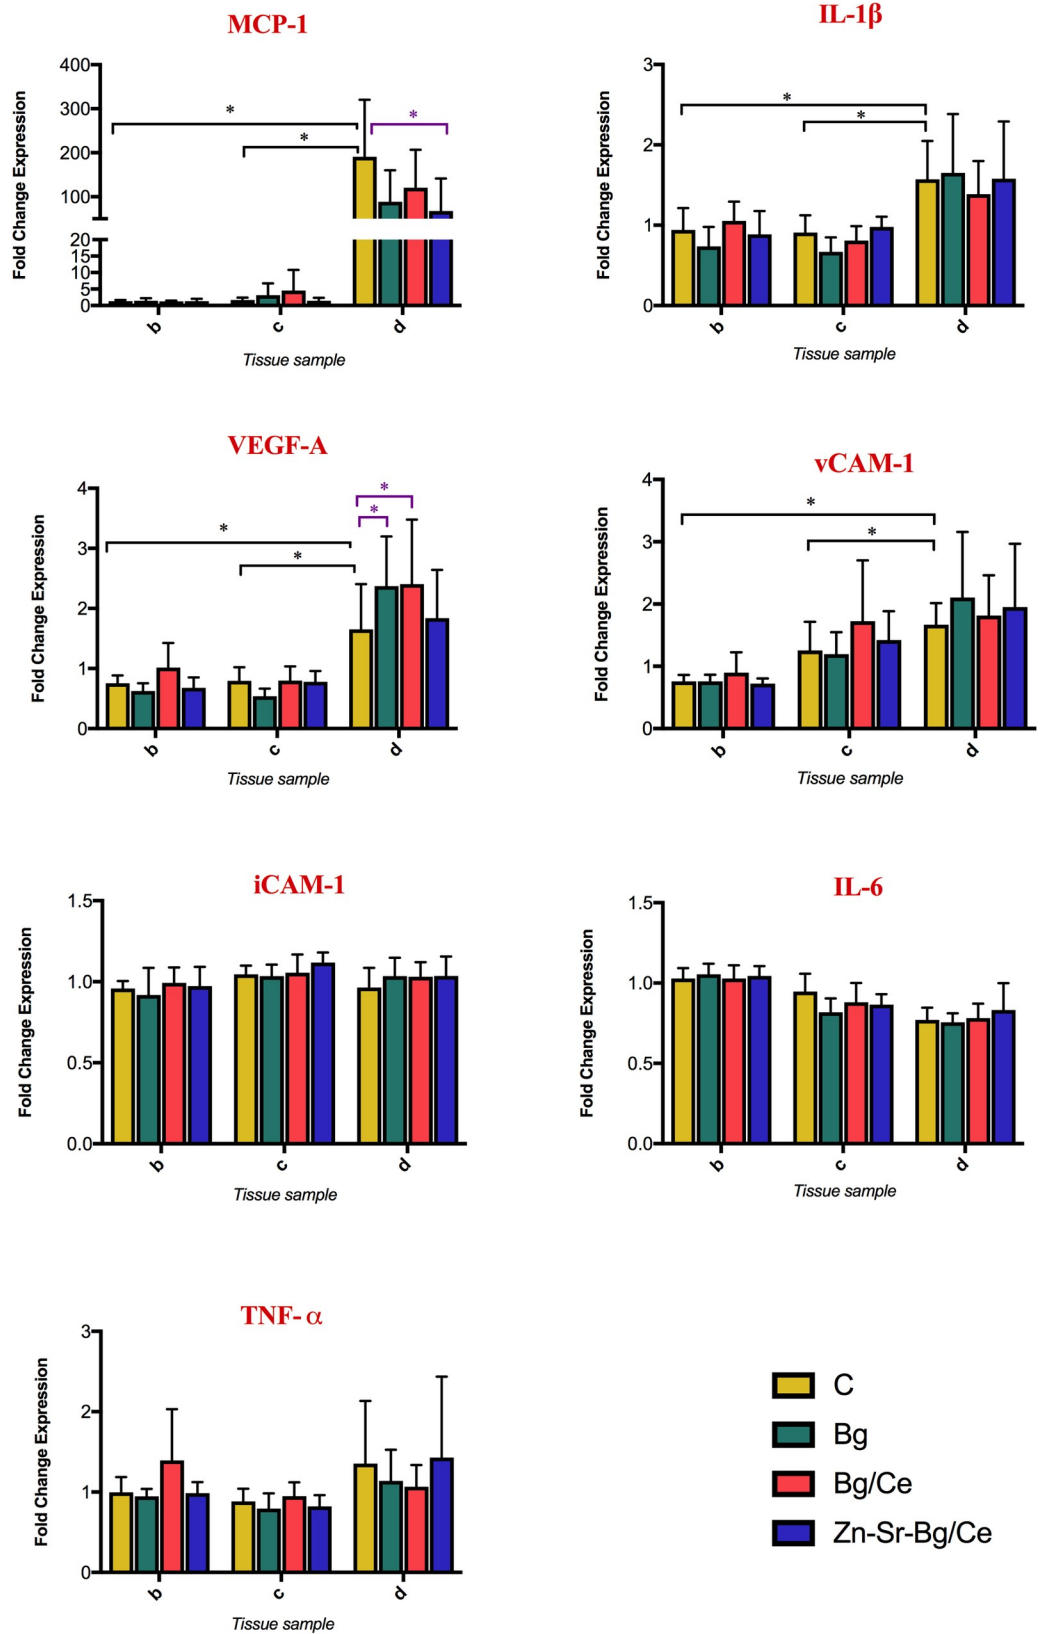 MCP-1
Fold Change Expression
400
300
200
100
20
15
10
5
0
*
*
*
b
c
d
Tissue sample
IL-1β
Fold Change Expression
3
2
1
0
*
*
b
c
d
Tissue sample
VEGF-A
Fold Change Expression
4
3
2
1
0
*
*
*
*
b
c
d
Tissue sample
vCAM-1
Fold Change Expression
4
3
2
1
0
*
*
b
c
d
Tissue sample
iCAM-1
Fold Change Expression
1.5
1.0
0.5
0.0
b
c
d
Tissue sample
IL-6
Fold Change Expression
1.5
1.0
0.5
0.0
b
c
d
Tissue sample
TNF- α
Fold Change Expression
3
2
1
0
b
c
d
Tissue sample
C
Bg
Bg/Ce
Zn-Sr-Bg/Ce